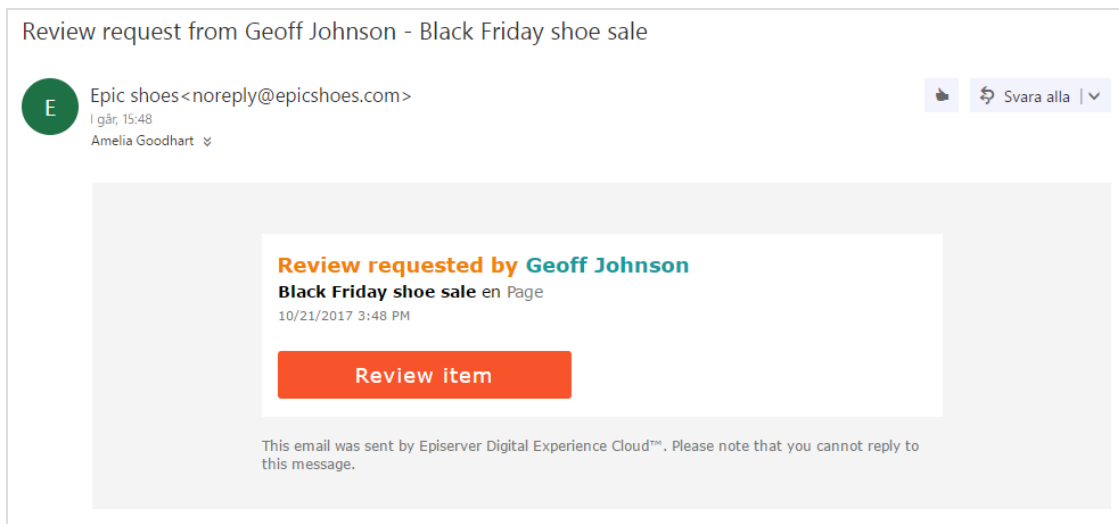 Review request from Geoff Johnson - Black Friday shoe sale
E
Epic shoes<noreply@epicshoes.com>
Svara alla
I går, 15:48
Amelia Goodhart
Review requested by Geoff Johnson
Black Friday shoe sale en Page
10/21/2017 3:48 PM
Review item
This email was sent by Episerver Digital Experience Cloud™. Please note that you cannot reply to
this message.